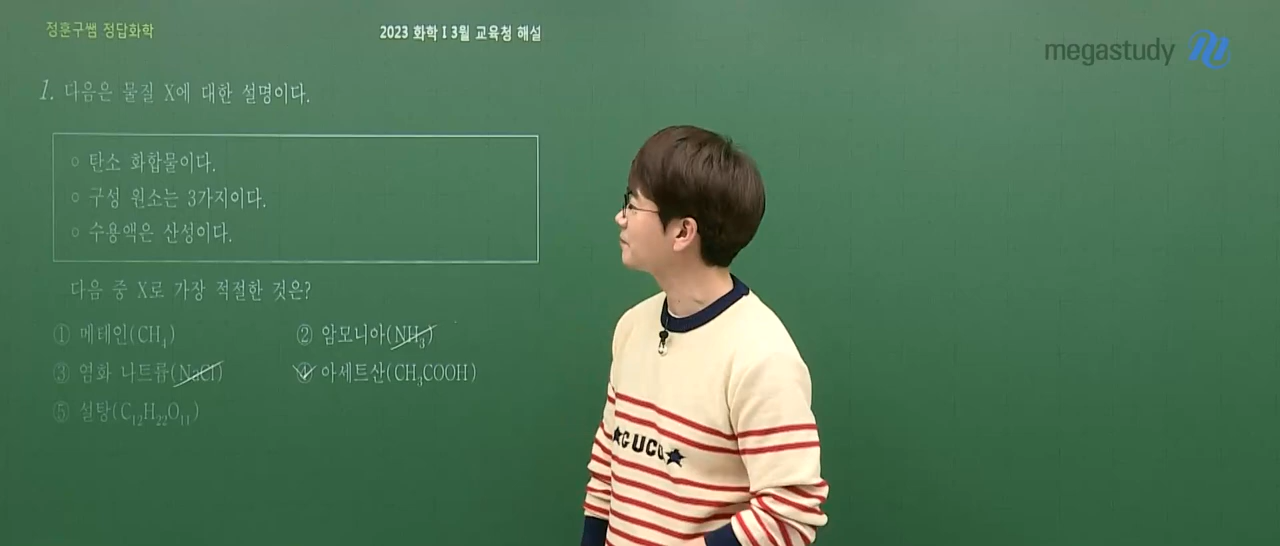 정훈구쌤 정답화학
2023 화학 I 3월 교육청 해설
megastudy
1. 다음은 물질 X에 대한 설명이다.
○ 탄소 화합물이다.
○ 구성 원소는 3가지이다.
○ 수용액은 산성이다.
다음 중 X로 가장 적절한 것은?
① 메테인(CH₄) ② 암모니아(NH₃)
③ 염화 나트륨(NaCl) ④ 아세트산(CH₃COOH)
⑤ 설탕(C₁₂H₂₂O₁₁)
★GUCCI★